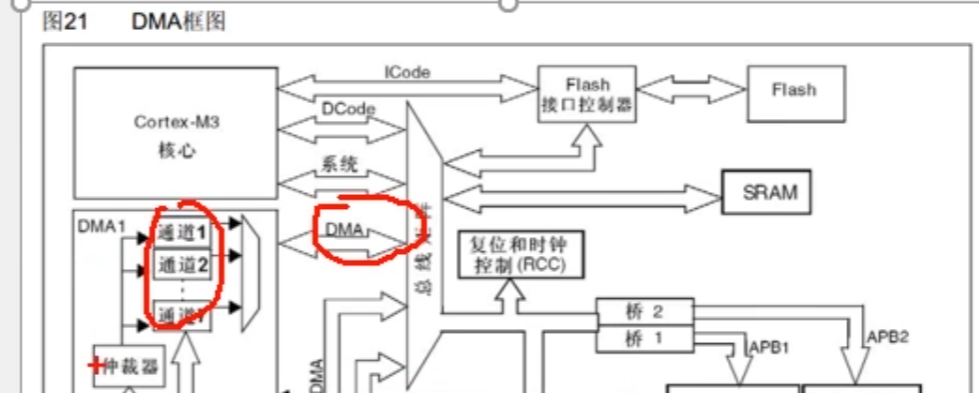 图21 DMA框图
ICode
Flash
接口控制器
Flash
DCode
Cortex-M3
核心
系统
SRAM
DMA1
通道1
DMA
总线矩阵
通道2
复位和时钟
控制(RCC)
通道7
桥 2
桥 1
APB1
APB2
仲裁器
DMA